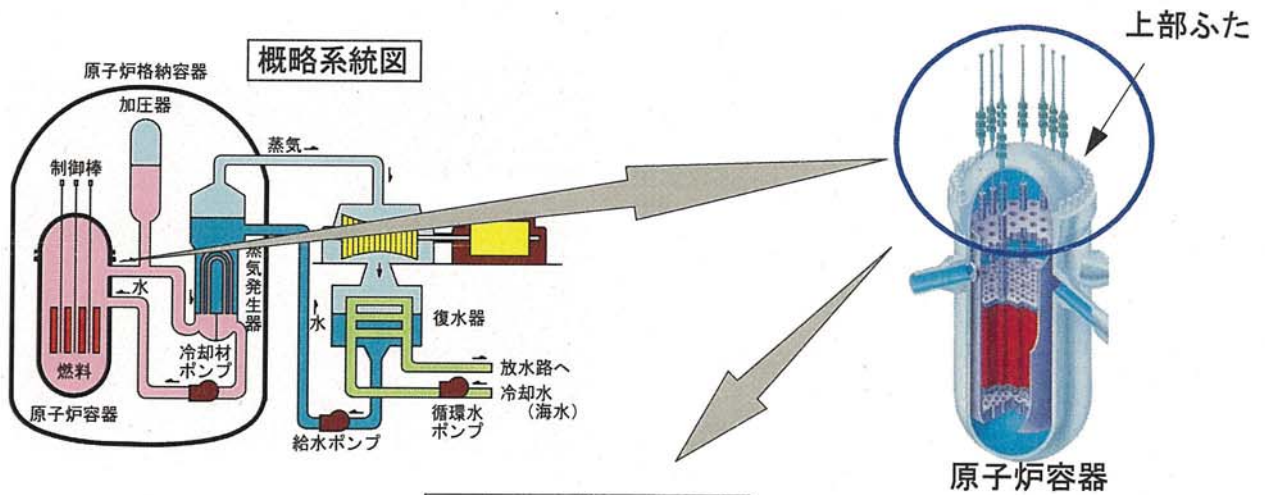 概略系統図
上部ふた
原子炉格納容器
加圧器
制御棒
蒸気
水
蒸気発生器
水
復水器
冷却材
ポンプ
燃料
原子炉容器
放水路へ
冷却水
(海水)
循環水
ポンプ
給水ポンプ
原子炉容器